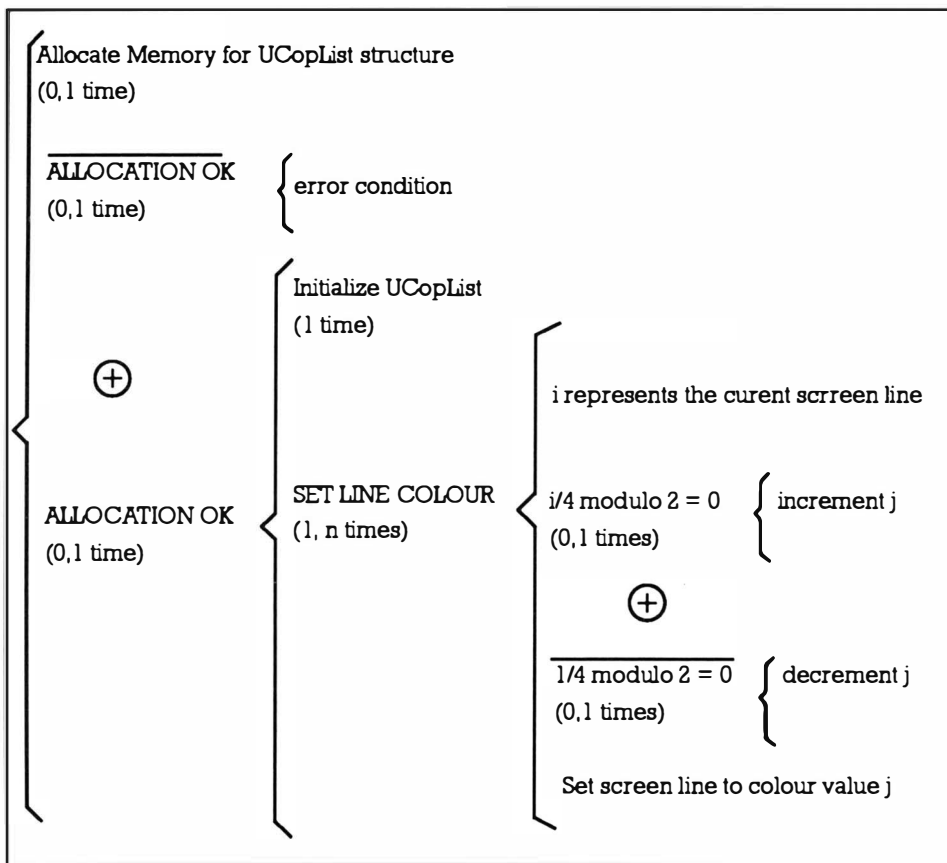 Allocate Memory for UCopList structure
(0,1 time)
ALLOCATION OK
(0,1 time)
error condition
Initialize UCopList
(1 time)
i represents the curent scrreen line
ALLOCATION OK
(0,1 time)
SET LINE COLOUR
(1, n times)
i/4 modulo 2 = 0
(0,1 times)
increment j
1/4 modulo 2 = 0
(0,1 times)
decrement j
Set screen line to colour value j